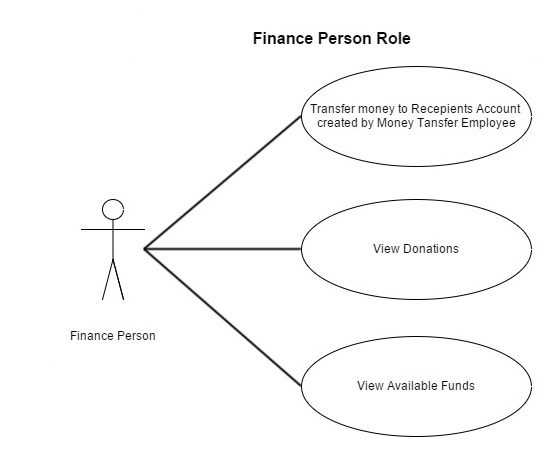 Finance Person Role
Transfer money to Recepients Account
created by Money Tansfer Employee
View Donations
Finance Person
View Available Funds